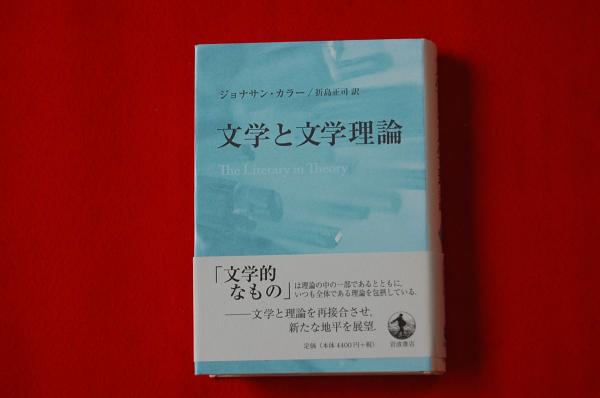 ジョナサン・カラー／折島正司 訳
文学と文学理論
The Literary in Theory
「文学的
なもの」
は理論の中の一部であるとともに,
いつも全体である理論を包摂している.
――文学と理論を再接合させ,
新たな地平を展望.
定価（本体4400円+税）
岩波書店